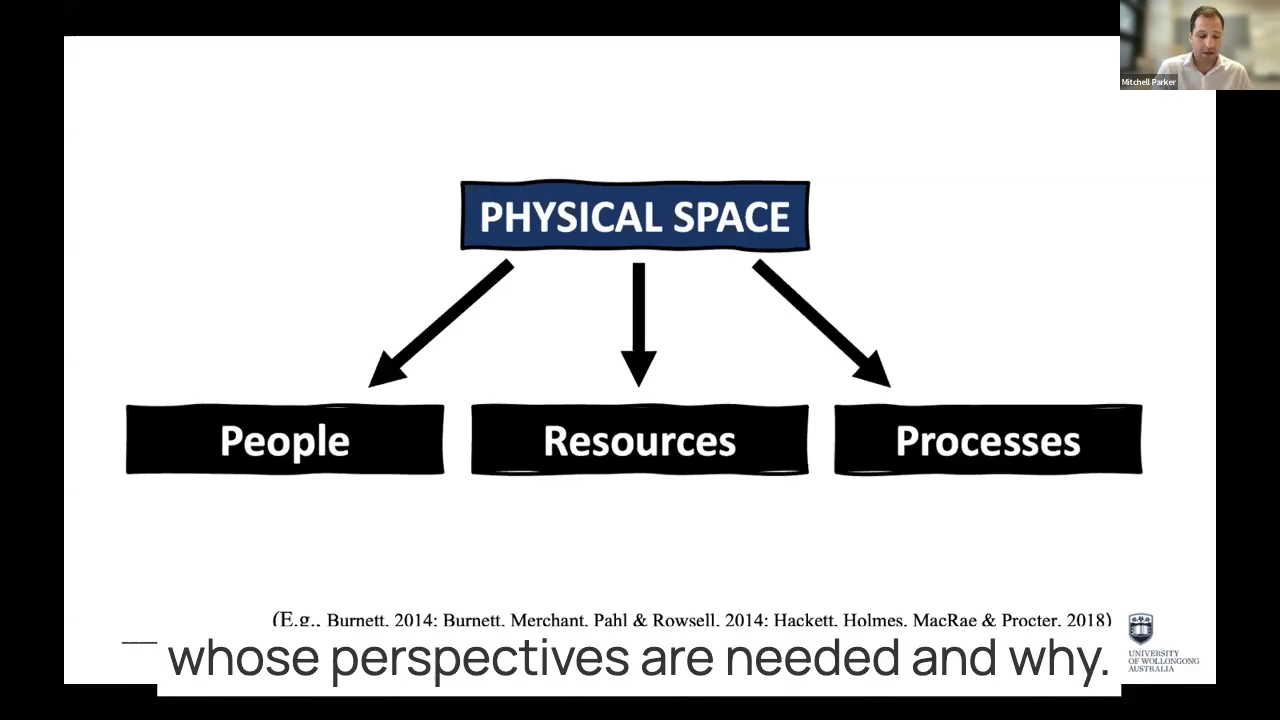 Mitchell Parker
PHYSICAL SPACE
People
Resources
Processes
(E.g., Burnett, 2014; Burnett, Merchant, Pahl & Rowsell, 2014; Hackett, Holmes, MacRae & Procter, 2018)
whose perspectives are needed and why.
UNIVERSITY
OF WOLLONGONG
AUSTRALIA